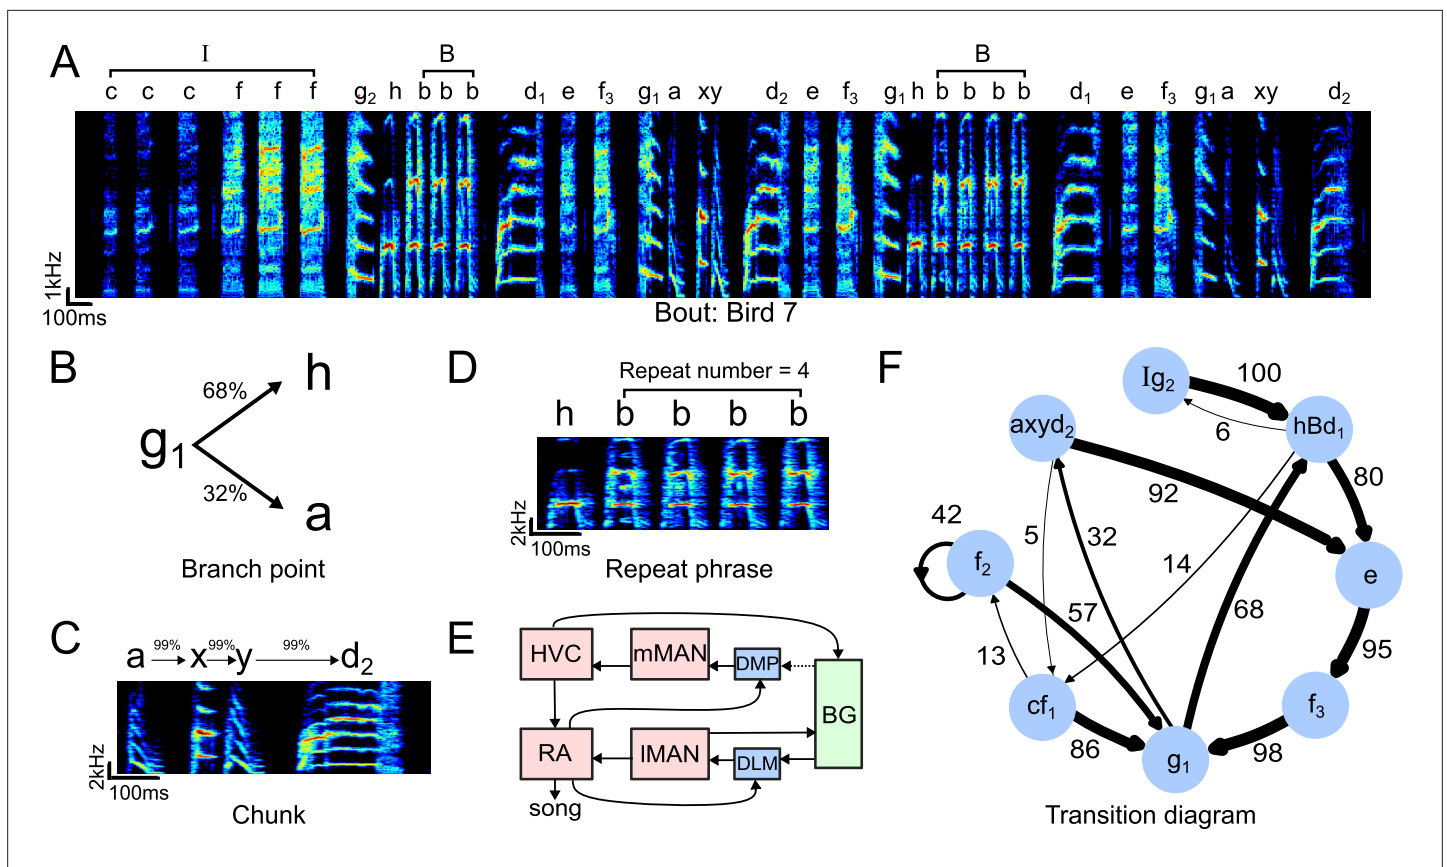 A
I B B
c c c f f f g2 h b b b d1 e f3 g1 a xy d2 e f3 g1 h b b b b d1 e f3 g1 a xy d2
1kHz
100ms
Bout: Bird 7
B
g1
68%
h
32%
a
Branch point
C
99% 99% 99%
a x y d2
2kHz
100ms
Chunk
D
Repeat number = 4
h b b b b
2kHz
100ms
Repeat phrase
E
HVC mMAN DMP
BG
RA lMAN DLM
song
F
Ig2 100
6
axyd2 hBd1
80
92
42
f2 5 32 14 e
57 68
13 95
cf1 f3
86 g1 98
Transition diagram